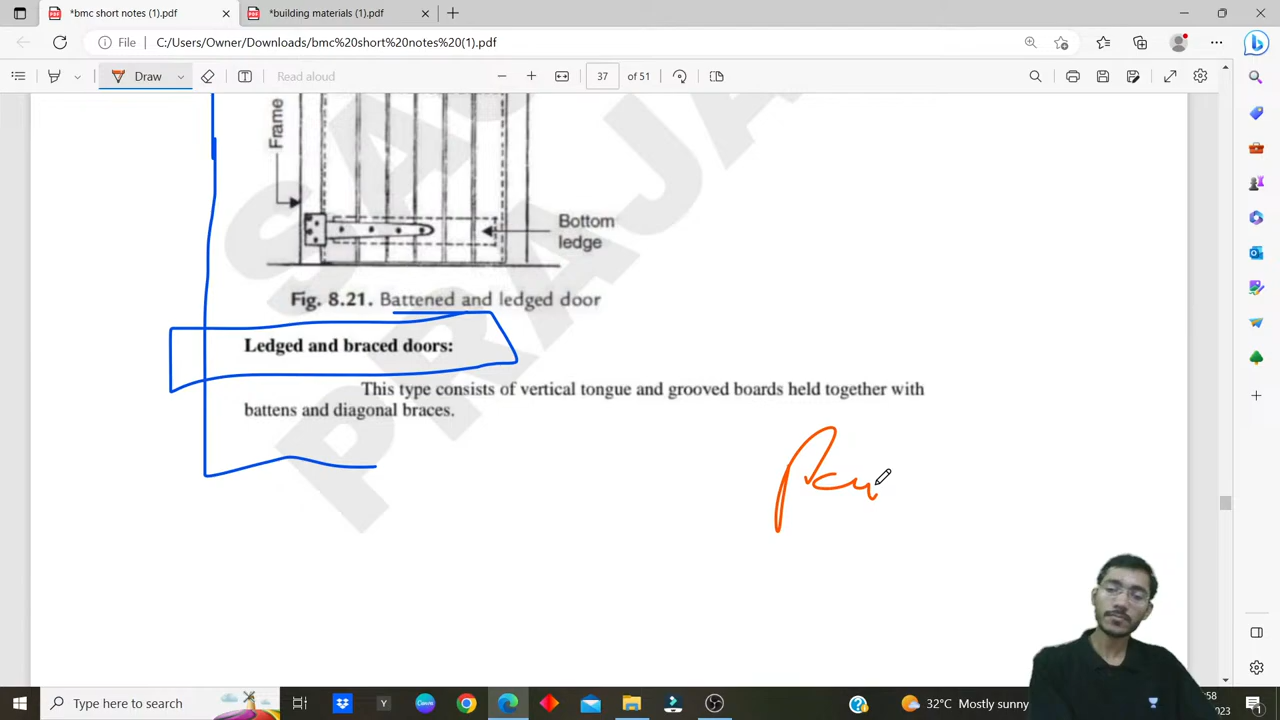 *bmc short notes (1).pdf
*building materials (1).pdf
File C:/Users/Owner/Downloads/bmc%20short%20notes%20(1).pdf
Draw
Read aloud
37 of 51
Frame
Bottom
ledge
Fig. 8.21. Battened and ledged door
Ledged and braced doors:
This type consists of vertical tongue and grooved boards held together with
battens and diagonal braces.
Type here to search
Y
32°C Mostly sunny
:58
023